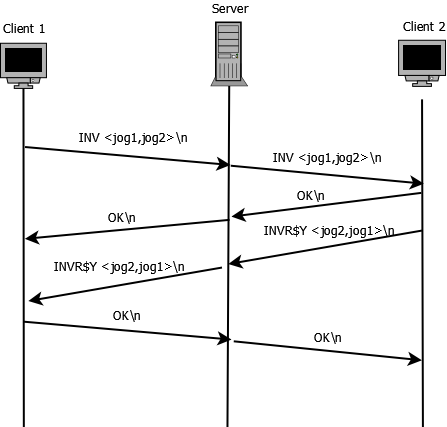 Server
Client 1
Client 2
INV <jog1,jog2>\n
INV <jog1,jog2>\n
OK\n
OK\n
INVR$Y <jog2,jog1>\n
INVR$Y <jog2,jog1>\n
OK\n
OK\n